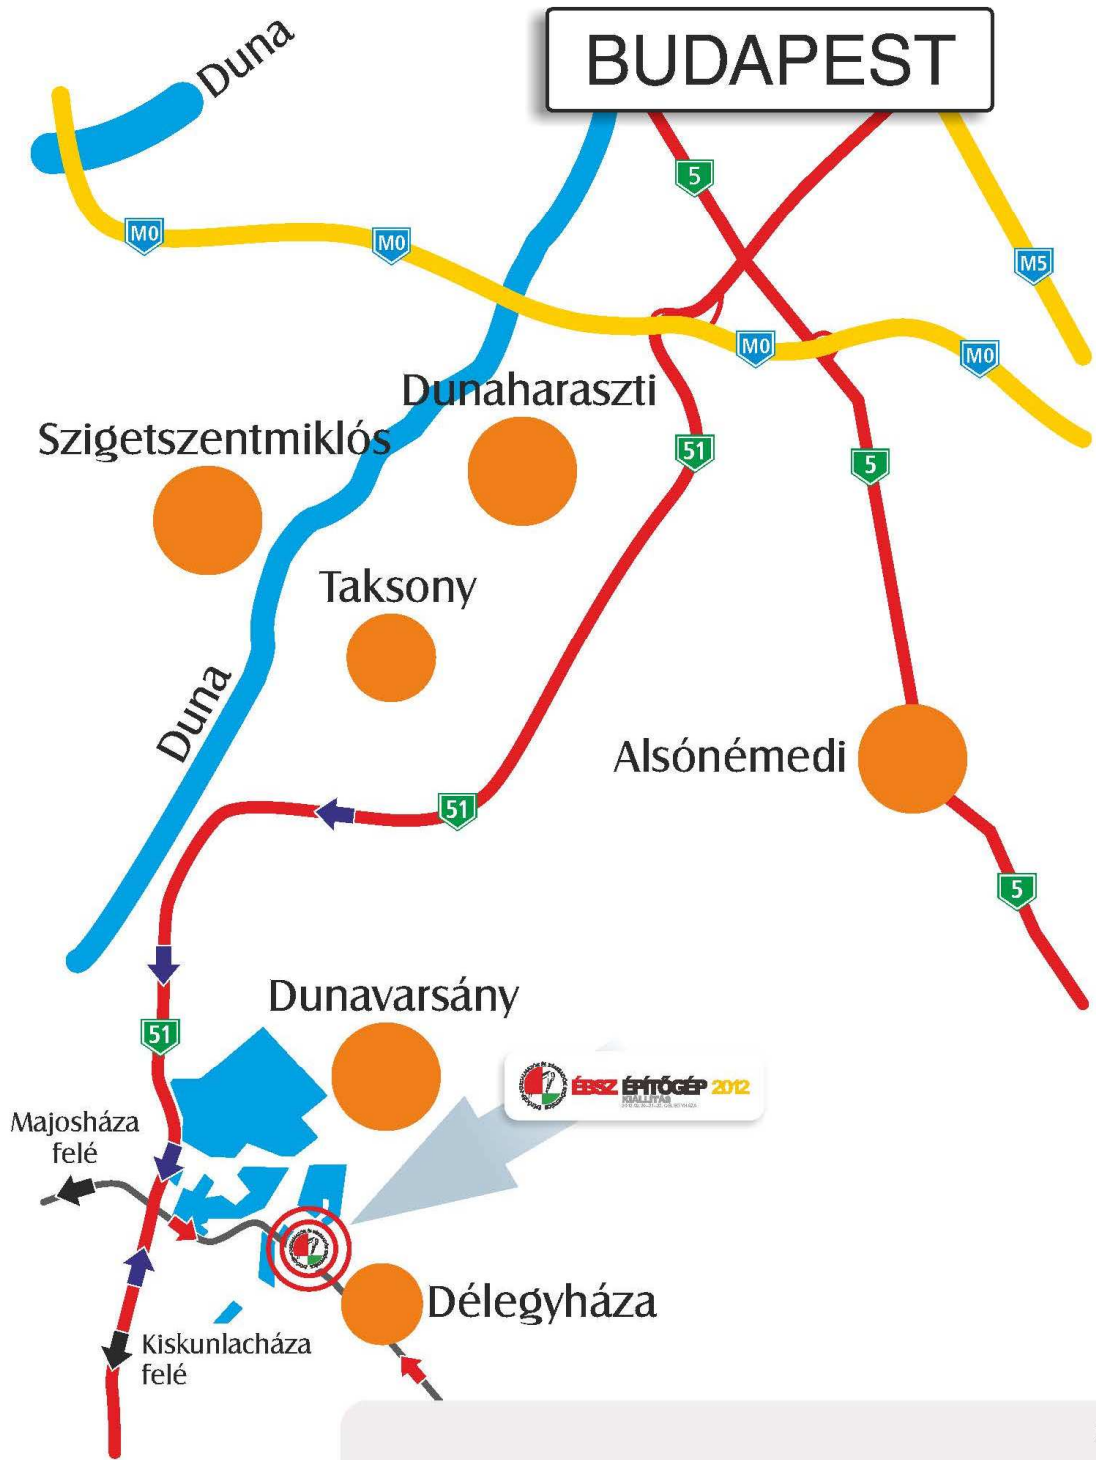 Duna
BUDAPEST
5
M0
M0
M5
M0
M0
Dunaharaszti
Szigetszentmiklós
51
5
Taksony
Duna
Alsónémedi
51
5
Dunavarsány
51
ÉBSZ ÉPÍTŐGÉP 2012
KIÁLLÍTÁS
Majosháza
felé
Délegyháza
Kiskunlacháza
felé